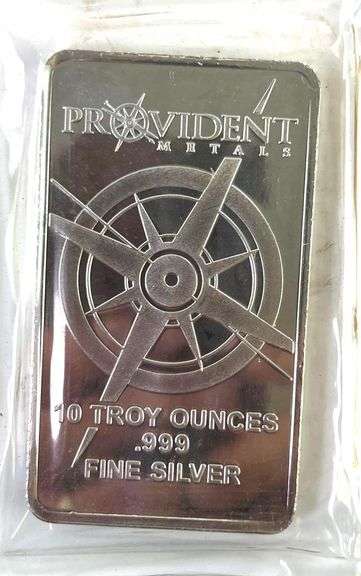 PROVIDENT
METALS
10 TROY OUNCES
.999
FINE SILVER